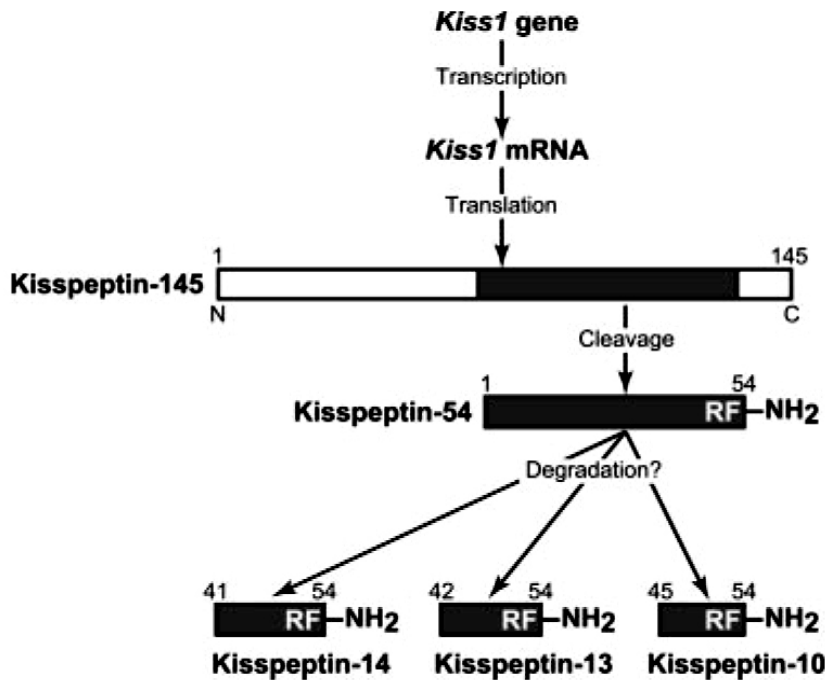 Kiss1 gene
Transcription
Kiss1 mRNA
Translation
1 145
Kisspeptin-145
N C
Cleavage
1 54
Kisspeptin-54 RF-NH2
Degradation?
41 54 42 54 45 54
RF-NH2 RF-NH2 RF-NH2
Kisspeptin-14 Kisspeptin-13 Kisspeptin-10